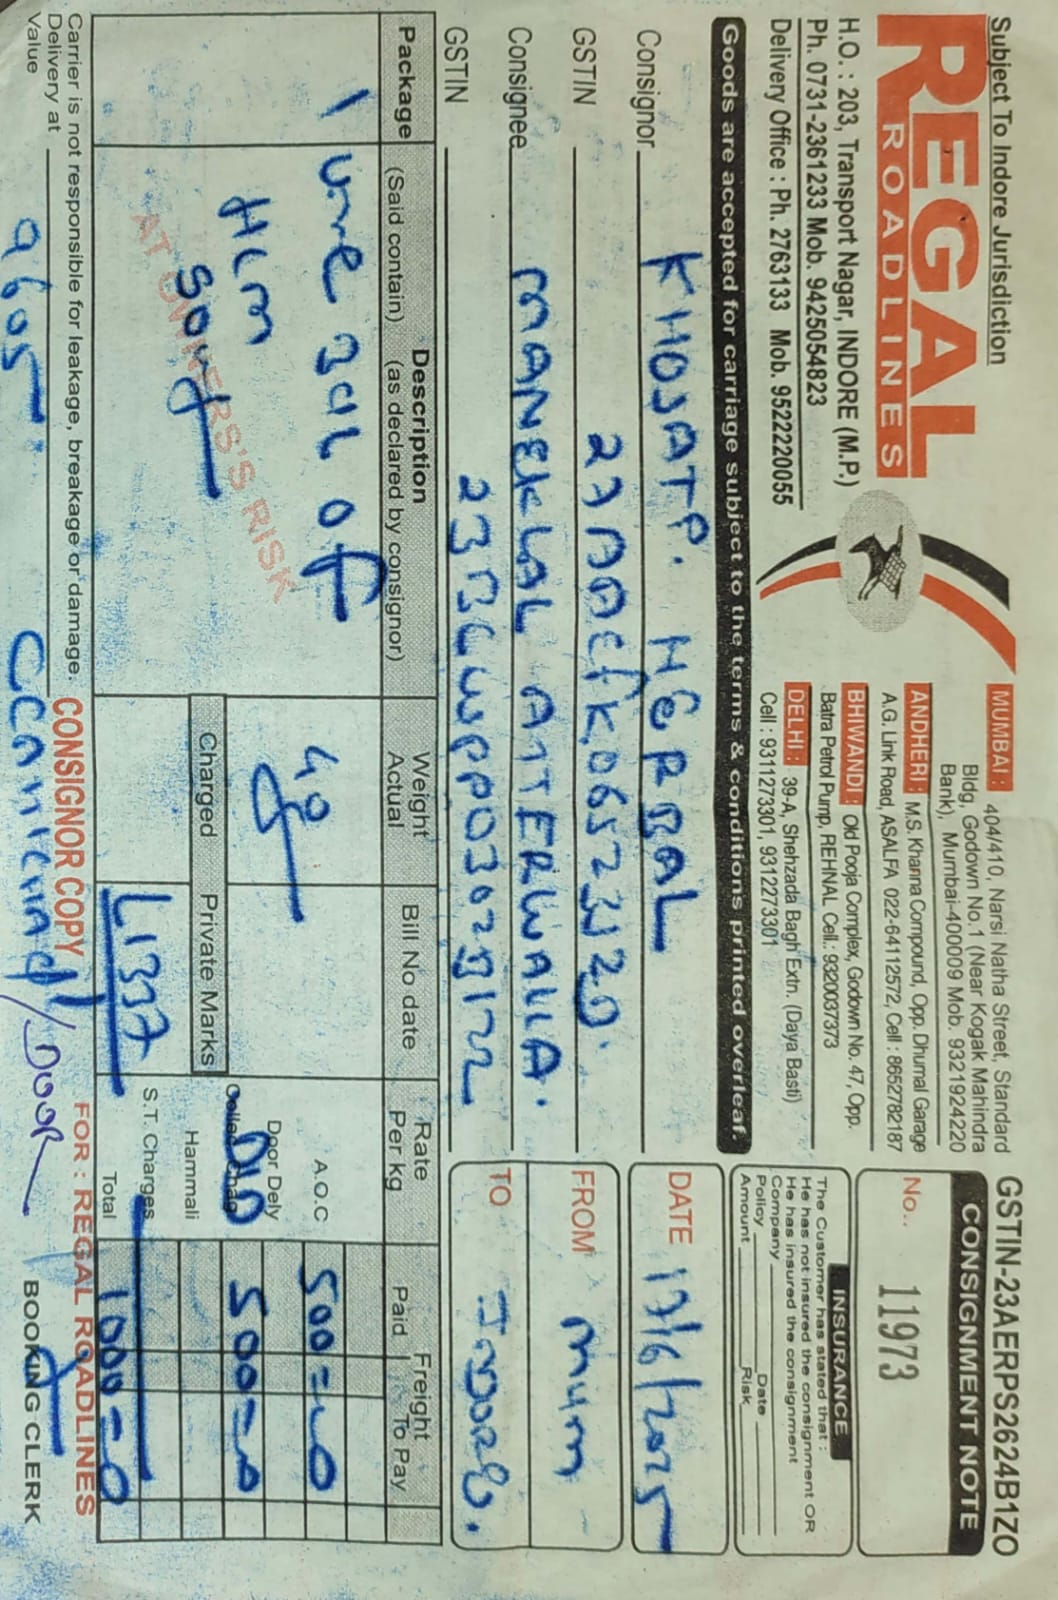 Subject To Indore Jurisdiction
REGAL
ROADLINES
H.O. : 203, Transport Nagar, INDORE (M.P.)
Ph. 0731-2361233 Mob. 9425054823
Delivery Office : Ph. 2763133 Mob. 9522220055
MUMBAI : 404/410, Narsi Natha Street, Standard
Bldg, Godown No.1 (Near Kogak Mahindra
Bank), Mumbai-400009 Mob. 9321924220
ANDHERI : M.S. Khanna Compound, Opp. Dhumal Garage
A.G. Link Road, ASALFA 022-64112572, Cell : 8652782187
BHIWANDI : Old Pooja Complex, Godown No. 47, Opp.
Batra Petrol Pump, REHNAL Cell. 9320037373
DELHI : 39-A, Shehzada Bagh Extn. (Daya Basti)
Cell : 9311273301, 9312273301
GSTIN-23AERPS2624B1ZO
CONSIGNMENT NOTE
No.. 11973
INSURANCE
The Customer has stated that :
He has not insured the consignment OR
He has insured the consignment
Company
Policy Date
Amount Risk
Goods are accepted for carriage subject to the terms & conditions printed overleaf.
Consignor KHOJATP. HERBAL
GSTIN
Consignee MANEKLAL ATTERWALLA.
GSTIN
DATE 17/6/2025
FROM MUM
TO INDORE.
Package
Description
(Said contain) (as declared by consignor)
Weight
Actual
Bill No date
Rate
Per kg
Freight
Paid To Pay
1 one Jar of
HCM
50kg
AT OWNERS'S RISK
40
Charged Private Marks
L1337
A.O.C 500=00
Door Dely
DD 500=00
Hammali
S.T. Charges
Total 1000=00
Carrier is not responsible for leakage, breakage or damage.
Delivery at
Value 9605
CONSIGNOR COPY
/DOOR
FOR : REGAL ROADLINES
BOOKING CLERK